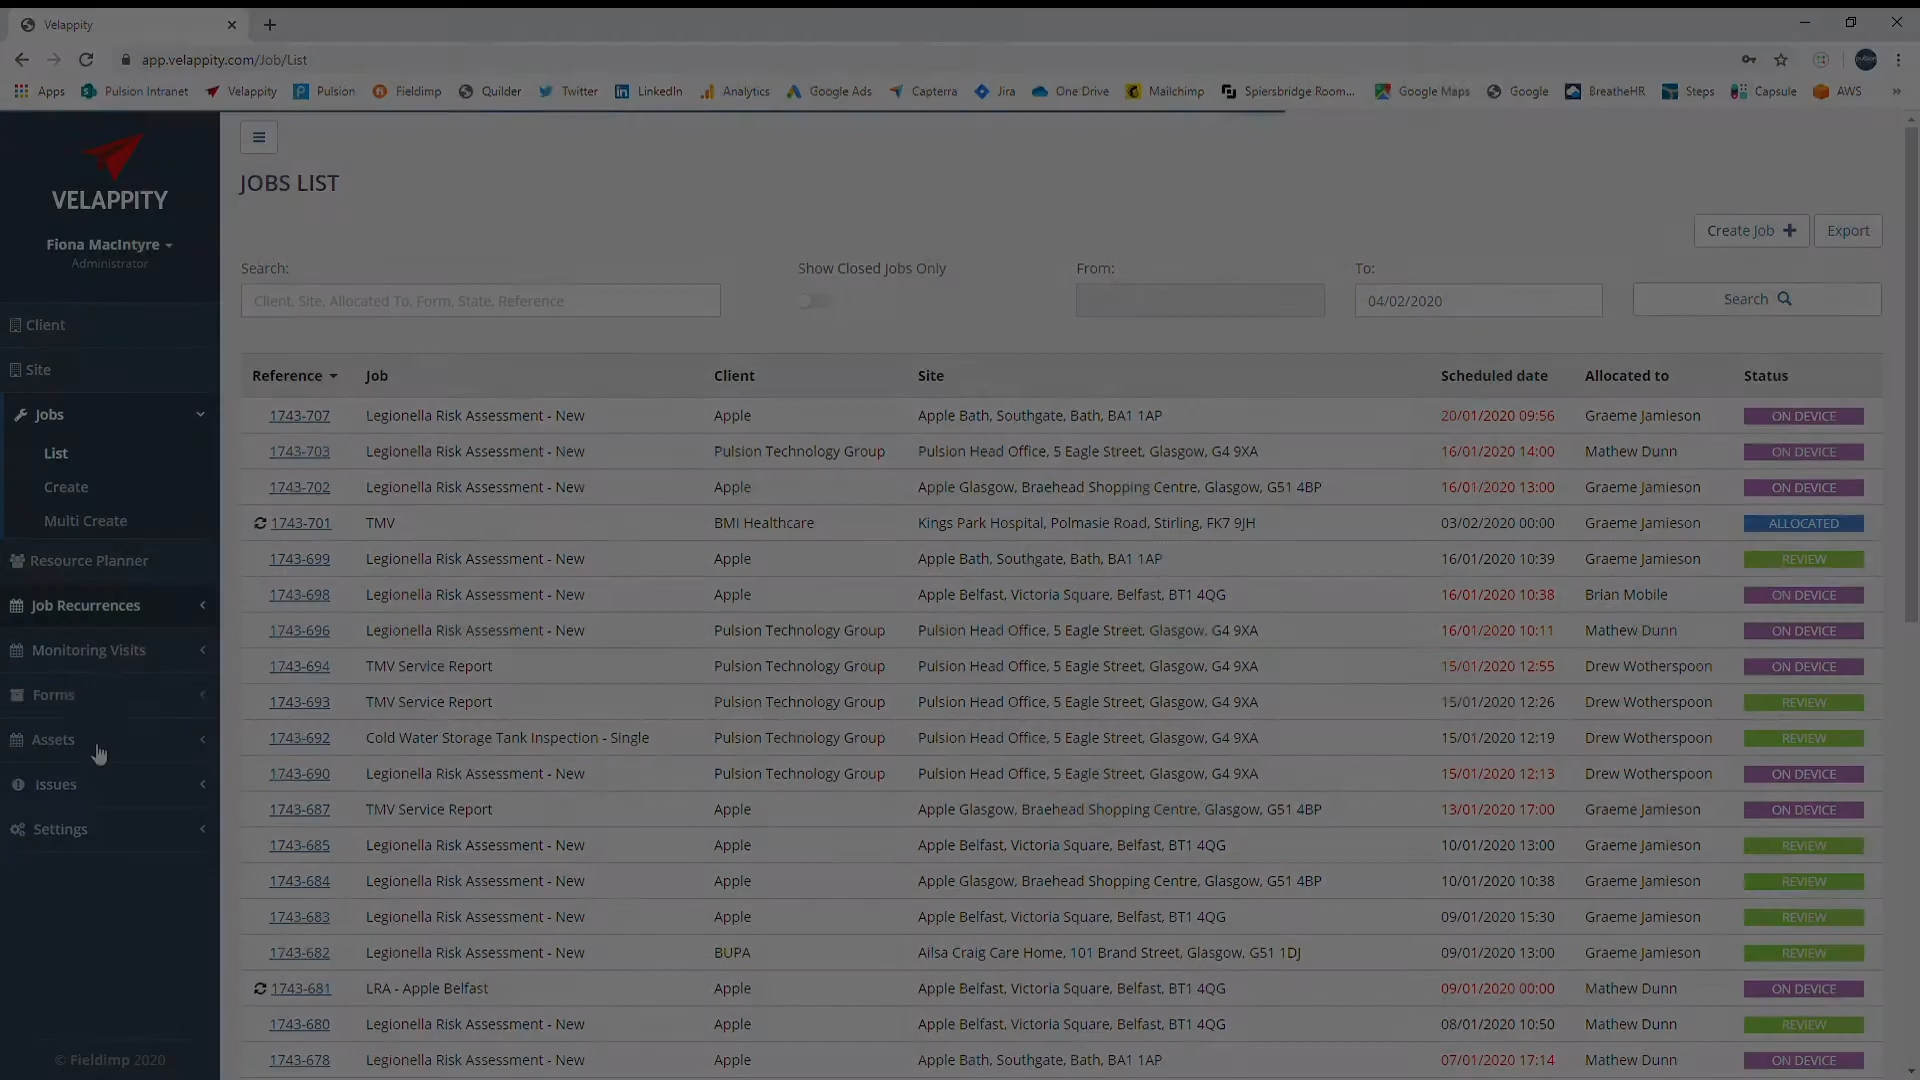 Velappity
app.velappity.com/Job/List
Apps Pulsion Intranet Velappity Pulsion Fieldimp Quilder Twitter LinkedIn Analytics Google Ads Capterra Jira One Drive Mailchimp Spiersbridge Room... Google Maps Google BreatheHR Steps Capsule AWS »
VELAPPITY
Fiona MacIntyre
Administrator
Client
Site
Jobs
List
Create
Multi Create
Resource Planner
Job Recurrences
Monitoring Visits
Forms
Assets
Issues
Settings
© Fieldimp 2020
JOBS LIST
Create Job + Export
Search: Show Closed Jobs Only From: To:
Client, Site, Allocated To, Form, State, Reference 04/02/2020 Search
Reference Job Client Site Scheduled date Allocated to Status
1743-707 Legionella Risk Assessment - New Apple Apple Bath, Southgate, Bath, BA1 1AP 20/01/2020 09:56 Graeme Jamieson ON DEVICE
1743-703 Legionella Risk Assessment - New Pulsion Technology Group Pulsion Head Office, 5 Eagle Street, Glasgow, G4 9XA 16/01/2020 14:00 Mathew Dunn ON DEVICE
1743-702 Legionella Risk Assessment - New Apple Apple Glasgow, Braehead Shopping Centre, Glasgow, G51 4BP 16/01/2020 13:00 Graeme Jamieson ON DEVICE
1743-701 TMV BMI Healthcare Kings Park Hospital, Polmasie Road, Stirling, FK7 9JH 03/02/2020 00:00 Graeme Jamieson ALLOCATED
1743-699 Legionella Risk Assessment - New Apple Apple Bath, Southgate, Bath, BA1 1AP 16/01/2020 10:39 Graeme Jamieson REVIEW
1743-698 Legionella Risk Assessment - New Apple Apple Belfast, Victoria Square, Belfast, BT1 4QG 16/01/2020 10:38 Brian Mobile ON DEVICE
1743-696 Legionella Risk Assessment - New Pulsion Technology Group Pulsion Head Office, 5 Eagle Street, Glasgow, G4 9XA 16/01/2020 10:11 Mathew Dunn ON DEVICE
1743-694 TMV Service Report Pulsion Technology Group Pulsion Head Office, 5 Eagle Street, Glasgow, G4 9XA 15/01/2020 12:55 Drew Wotherspoon ON DEVICE
1743-693 TMV Service Report Pulsion Technology Group Pulsion Head Office, 5 Eagle Street, Glasgow, G4 9XA 15/01/2020 12:26 Drew Wotherspoon REVIEW
1743-692 Cold Water Storage Tank Inspection - Single Pulsion Technology Group Pulsion Head Office, 5 Eagle Street, Glasgow, G4 9XA 15/01/2020 12:19 Drew Wotherspoon REVIEW
1743-690 Legionella Risk Assessment - New Pulsion Technology Group Pulsion Head Office, 5 Eagle Street, Glasgow, G4 9XA 15/01/2020 12:13 Drew Wotherspoon ON DEVICE
1743-687 TMV Service Report Apple Apple Glasgow, Braehead Shopping Centre, Glasgow, G51 4BP 13/01/2020 17:00 Graeme Jamieson ON DEVICE
1743-685 Legionella Risk Assessment - New Apple Apple Belfast, Victoria Square, Belfast, BT1 4QG 10/01/2020 13:00 Graeme Jamieson REVIEW
1743-684 Legionella Risk Assessment - New Apple Apple Glasgow, Braehead Shopping Centre, Glasgow, G51 4BP 10/01/2020 10:38 Graeme Jamieson REVIEW
1743-683 Legionella Risk Assessment - New Apple Apple Belfast, Victoria Square, Belfast, BT1 4QG 09/01/2020 15:30 Graeme Jamieson REVIEW
1743-682 Legionella Risk Assessment - New BUPA Ailsa Craig Care Home, 101 Brand Street, Glasgow, G51 1DJ 09/01/2020 13:00 Graeme Jamieson REVIEW
1743-681 LRA - Apple Belfast Apple Apple Belfast, Victoria Square, Belfast, BT1 4QG 09/01/2020 00:00 Mathew Dunn ON DEVICE
1743-680 Legionella Risk Assessment - New Apple Apple Belfast, Victoria Square, Belfast, BT1 4QG 08/01/2020 10:50 Mathew Dunn REVIEW
1743-678 Legionella Risk Assessment - New Apple Apple Bath, Southgate, Bath, BA1 1AP 07/01/2020 17:14 Mathew Dunn ON DEVICE